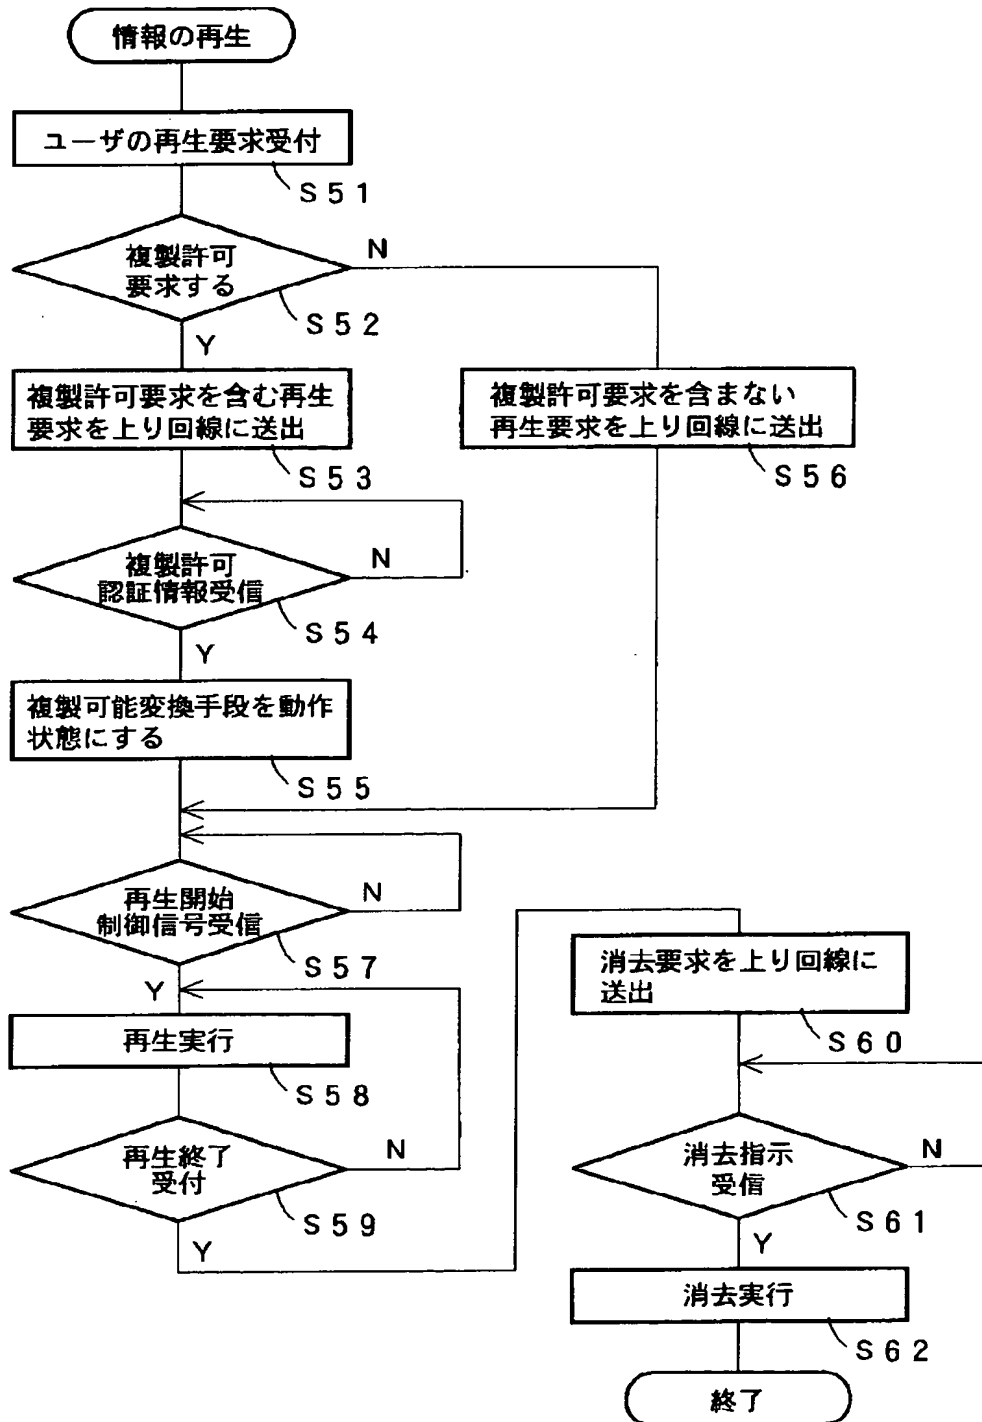 情報の再生
ユーザの再生要求受付
S51
複製許可
要求する
N
S52
Y
複製許可要求を含む再生
要求を上り回線に送出
S53
複製許可要求を含まない
再生要求を上り回線に送出
S56
複製許可
認証情報受信
N
S54
Y
複製可能変換手段を動作
状態にする
S55
再生開始
制御信号受信
N
S57
Y
再生実行
S58
再生終了
受付
N
S59
Y
消去要求を上り回線に
送出
S60
消去指示
受信
N
S61
Y
消去実行
S62
終了